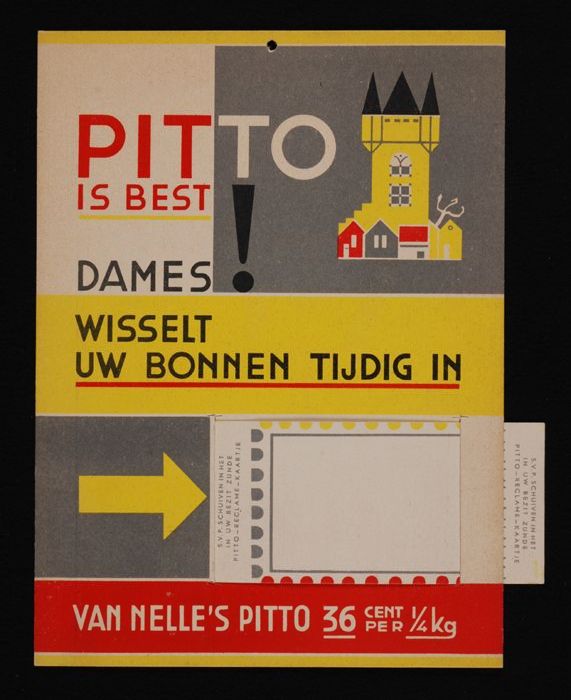 PITTO
IS BEST!
DAMES
WISSELT
UW BONNEN TIJDIG IN
S.V.P. SCHUIVEN IN HET
IN UW BEZIT ZIJNDE
PITTO-RECLAME-KAARTJE
S.V.P. SCHUIVEN IN HET
IN UW BEZIT ZIJNDE
PITTO-RECLAME-KAARTJE
VAN NELLE'S PITTO 36 CENT PER ¼ kg